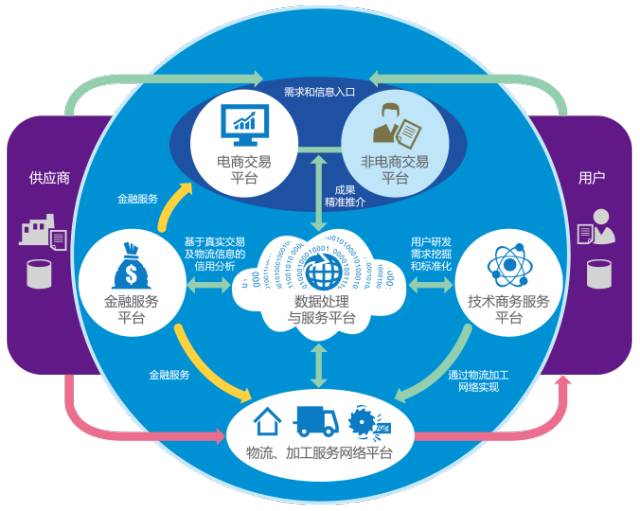 需求和信息入口
电商交易
平台
非电商交易
平台
供应商
用户
金融服务
成果
精准推介
基于真实交易
及物流信息的
信用分析
用户研发
需求挖掘
和标准化
金融服务
平台
数据处理
与服务平台
技术商务服务
平台
金融服务
通过物流加工
网络实现
物流、加工服务网络平台